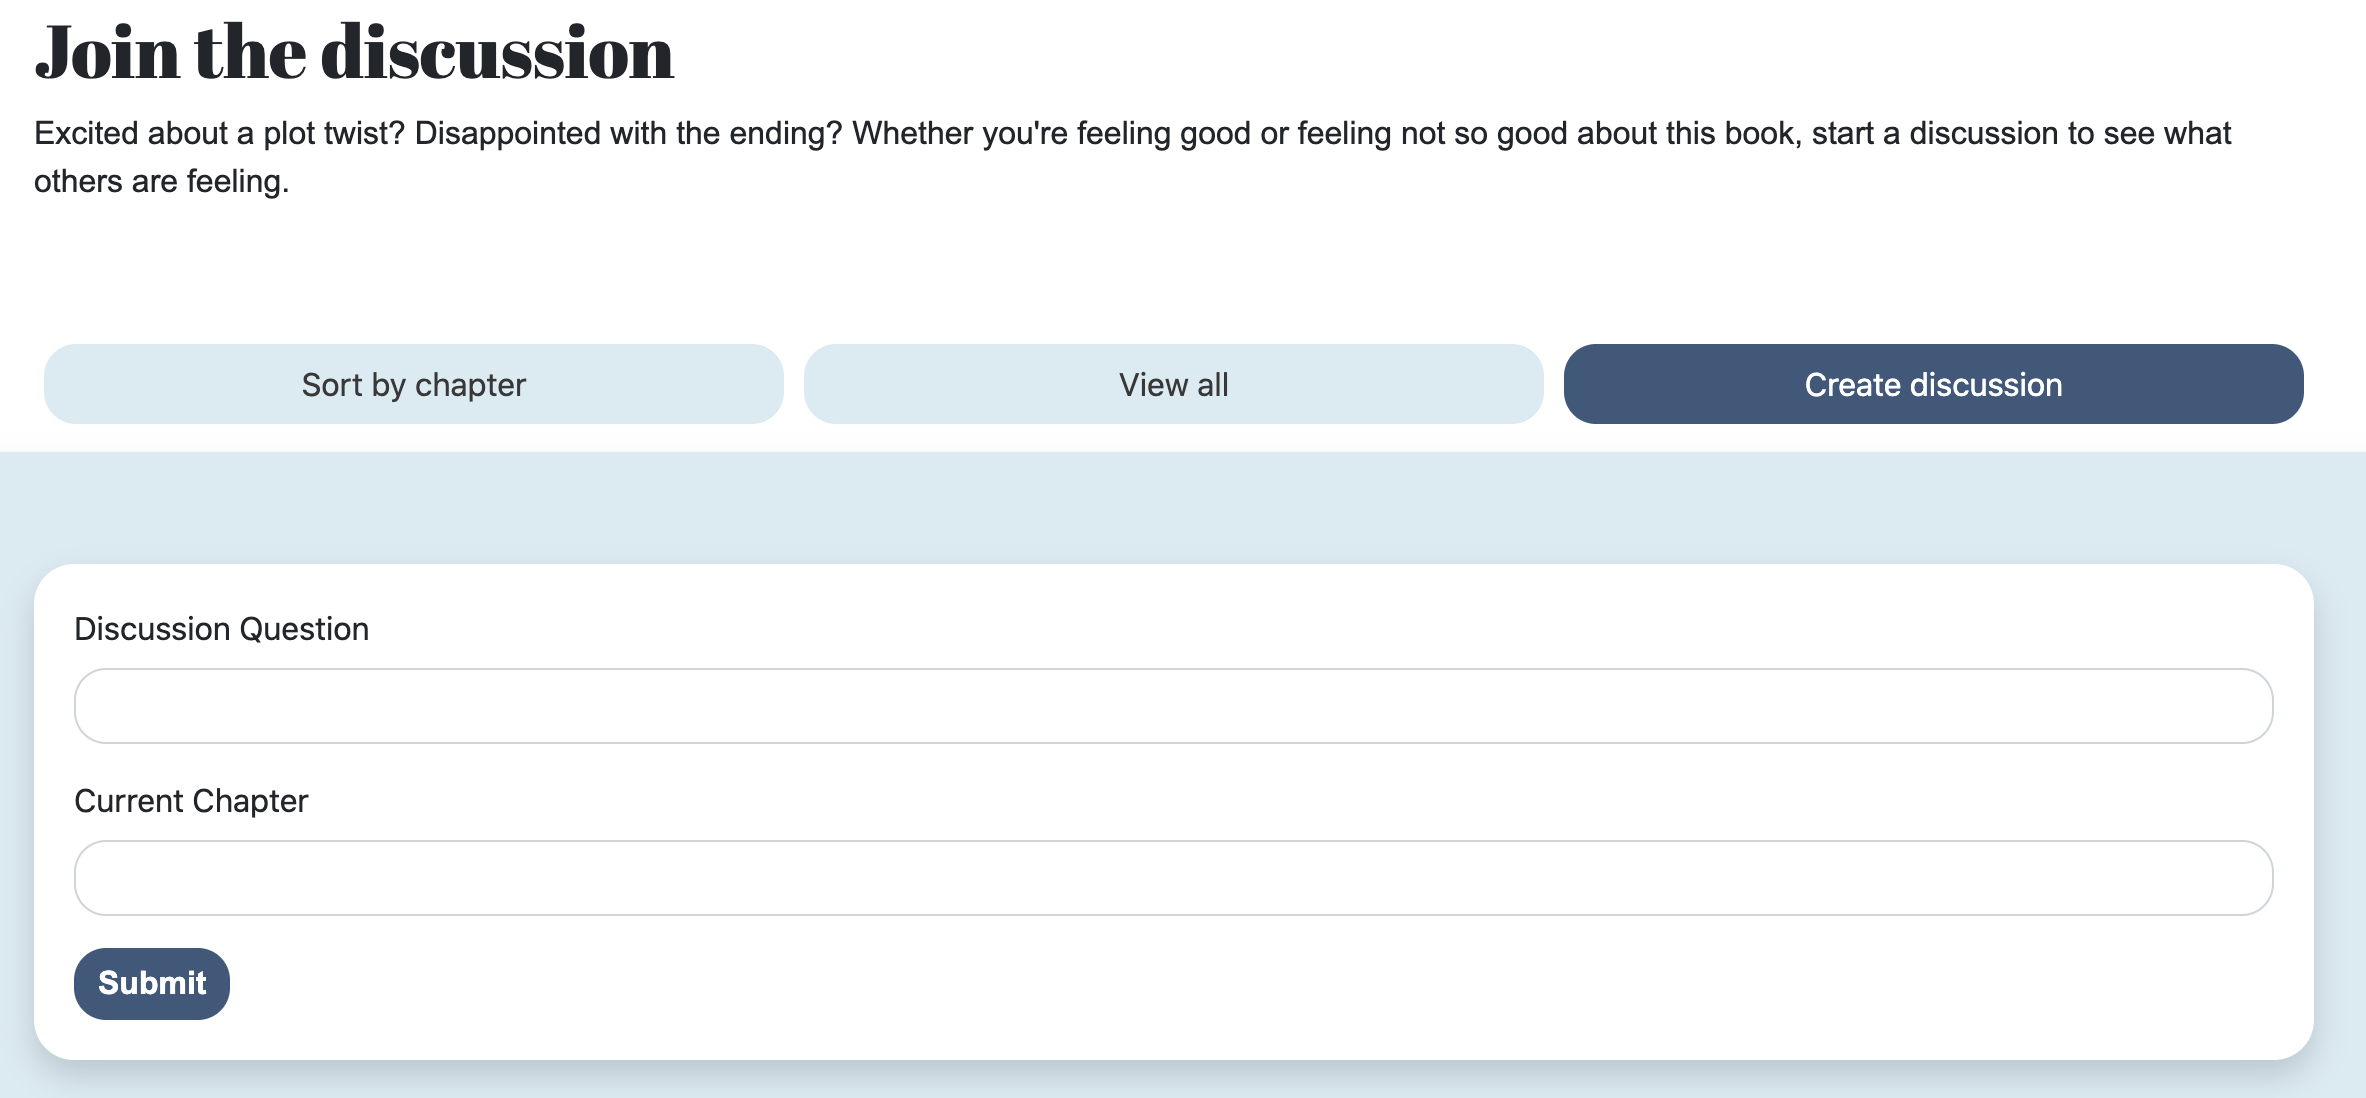 Join the discussion
Excited about a plot twist? Disappointed with the ending? Whether you're feeling good or feeling not so good about this book, start a discussion to see what
others are feeling.
Sort by chapter
View all
Create discussion
Discussion Question
Current Chapter
Submit